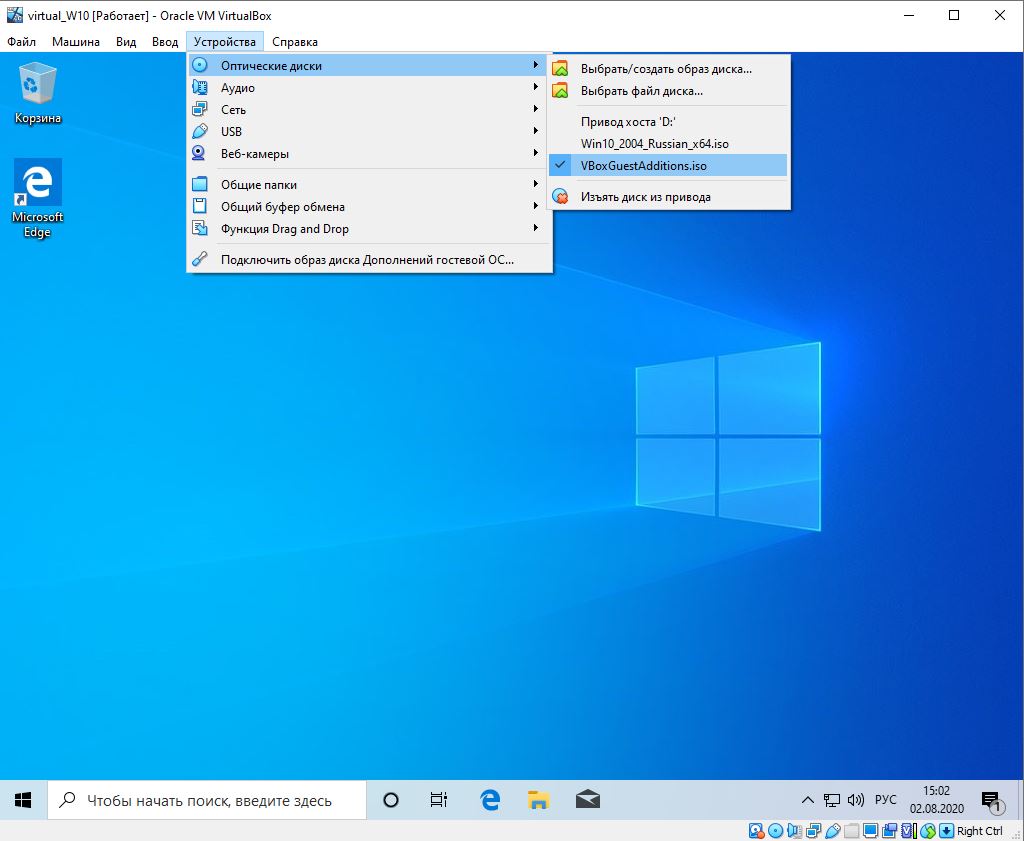 virtual_W10 [Работает] - Oracle VM VirtualBox
Файл Машина Вид Ввод Устройства Справка
Оптические диски
Аудио
Сеть
USB
Веб-камеры
Общие папки
Общий буфер обмена
Функция Drag and Drop
Подключить образ диска Дополнений гостевой ОС...
Выбрать/создать образ диска...
Выбрать файл диска...
Привод хоста 'D:'
Win10_2004_Russian_x64.iso
VBoxGuestAdditions.iso
Изъять диск из привода
Корзина
Microsoft
Edge
Чтобы начать поиск, введите здесь
РУС
15:02
02.08.2020
1
Right Ctrl